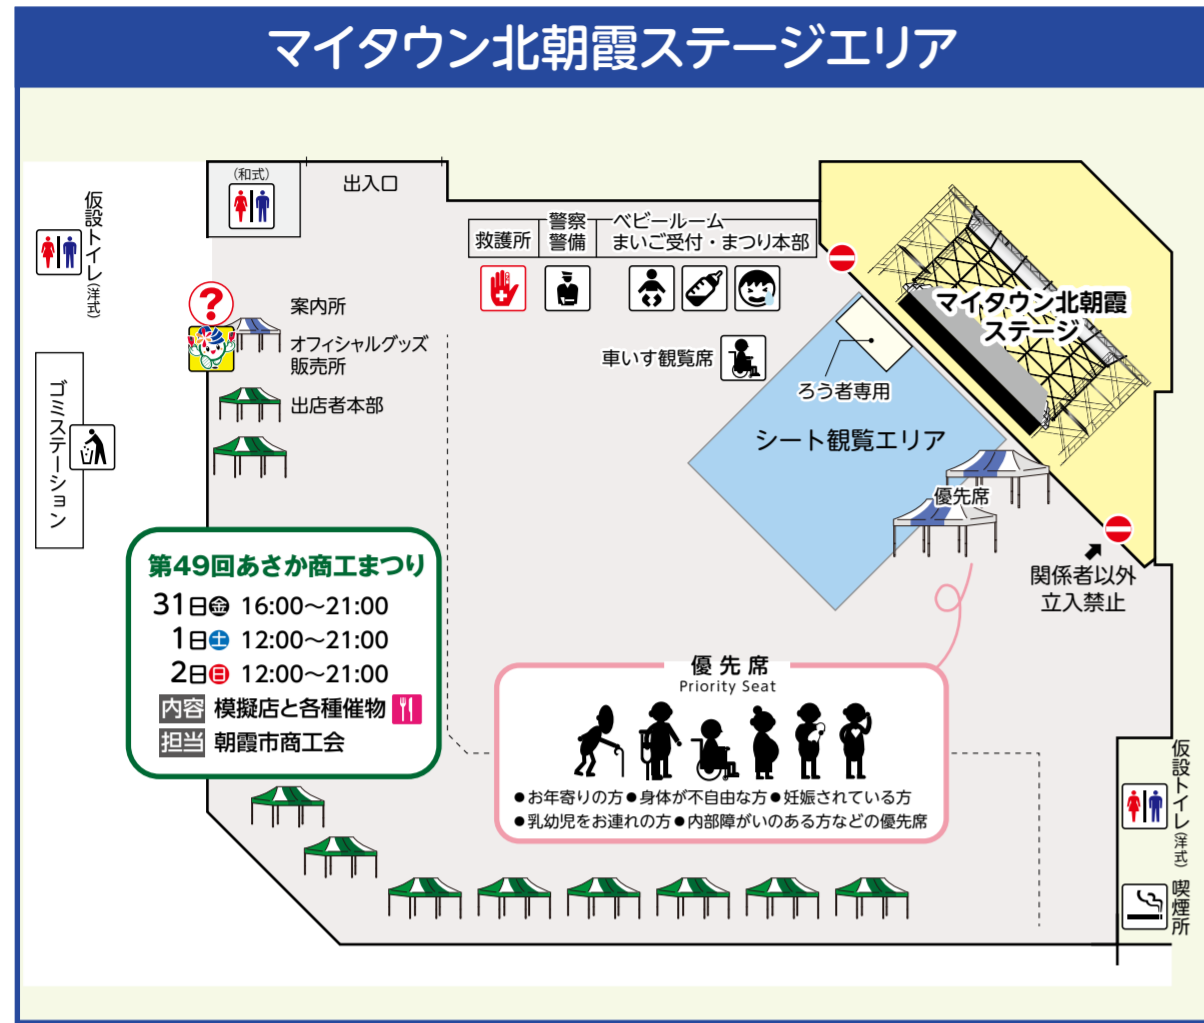 マイタウン北朝霞ステージエリア
仮設トイレ(洋式)
(和式)
出入口
救護所
警察
警備
ベビールーム
まいご受付・まつり本部
マイタウン北朝霞
ステージ
?
案内所
オフィシャルグッズ
販売所
出店者本部
車いす観覧席
ろう者専用
シート観覧エリア
優先席
ゴミステーション
関係者以外
立入禁止
第49回あさか商工まつり
31日金 16:00〜21:00
1日土 12:00〜21:00
2日日 12:00〜21:00
内容 模擬店と各種催物
担当 朝霞市商工会
優先席
Priority Seat
●お年寄りの方●身体が不自由な方●妊娠されている方
●乳幼児をお連れの方●内部障がいのある方などの優先席
仮設トイレ(洋式)
喫煙所